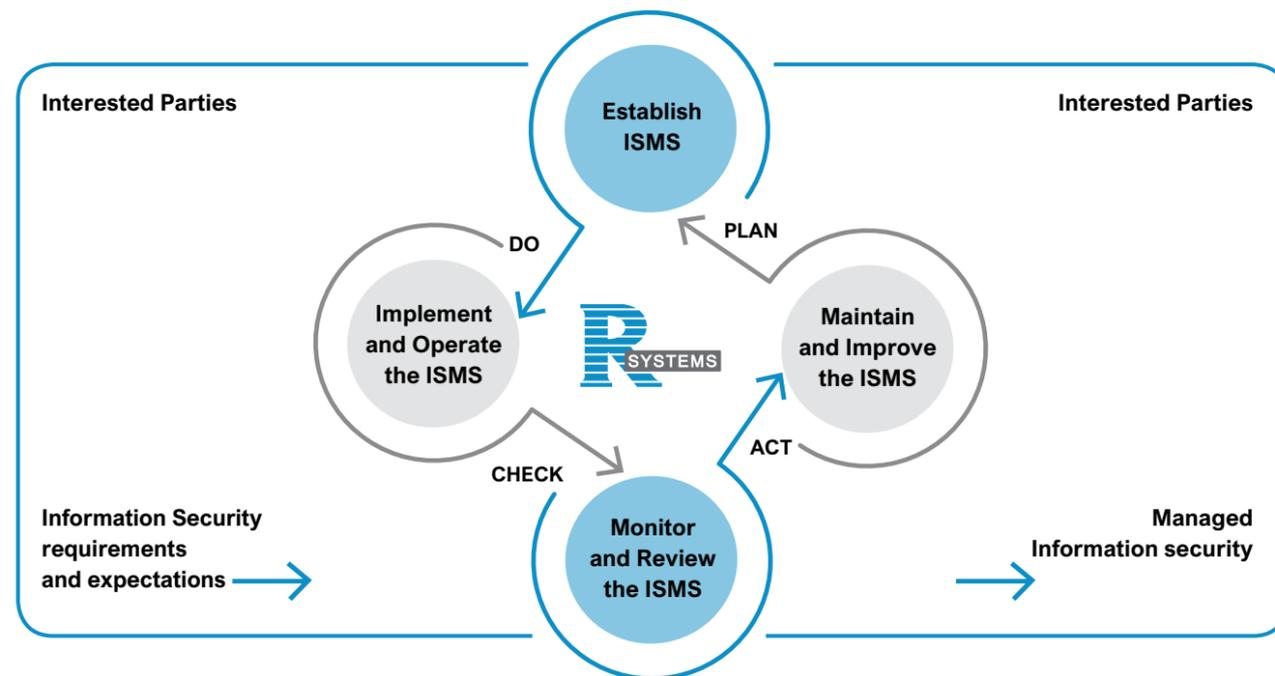 Interested Parties
Interested Parties
Establish
ISMS
DO
PLAN
Implement
and Operate
the ISMS
R
SYSTEMS
Maintain
and Improve
the ISMS
CHECK
ACT
Monitor
and Review
the ISMS
Information Security
requirements
and expectations
Managed
Information security